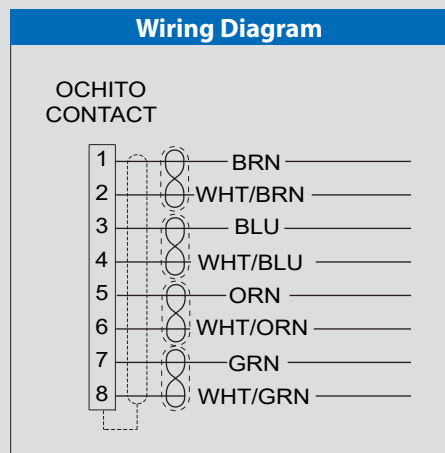 Wiring Diagram
OCHITO
CONTACT
1 BRN
2 WHT/BRN
3 BLU
4 WHT/BLU
5 ORN
6 WHT/ORN
7 GRN
8 WHT/GRN